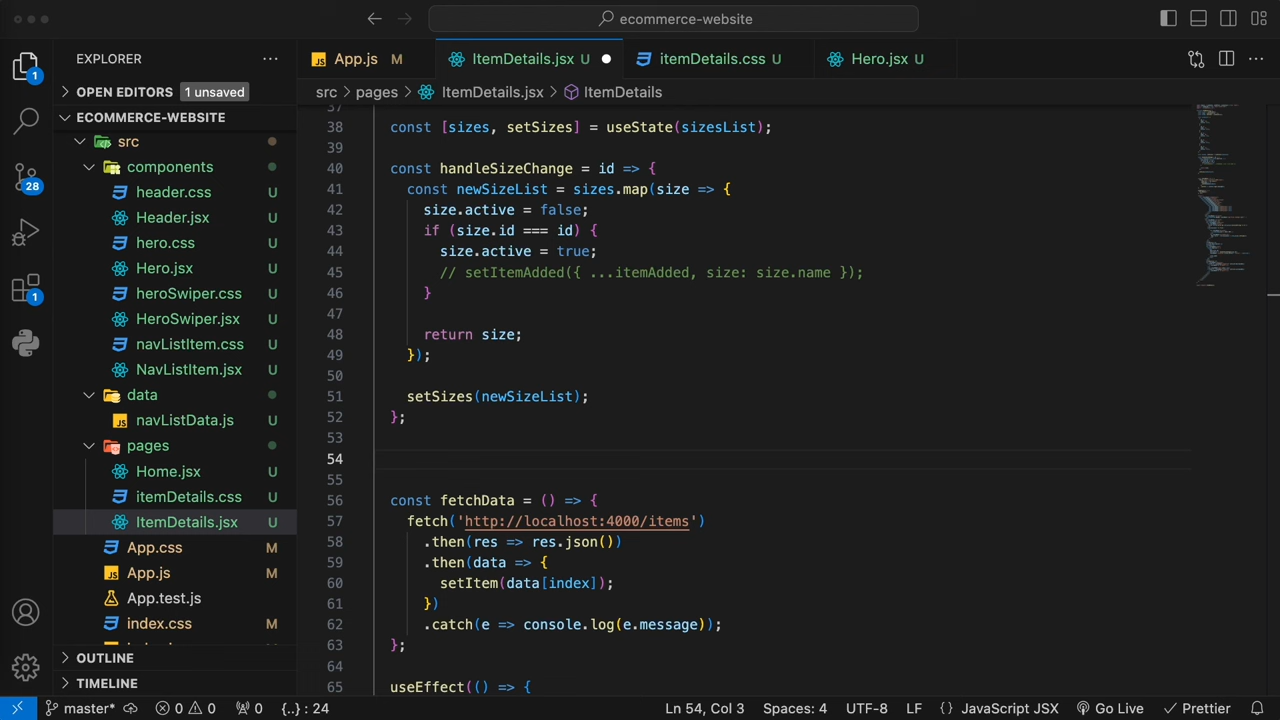 ecommerce-website
EXPLORER
OPEN EDITORS 1 unsaved
ECOMMERCE-WEBSITE
src
components
header.css U
Header.jsx U
hero.css U
Hero.jsx U
heroSwiper.css U
HeroSwiper.jsx U
navListItem.css U
NavListItem.jsx U
data
navListData.js U
pages
Home.jsx U
itemDetails.css U
ItemDetails.jsx U
App.css M
App.js M
App.test.js
index.css M
OUTLINE
TIMELINE
1
28
1
App.js M
ItemDetails.jsx U
itemDetails.css U
Hero.jsx U
src > pages > ItemDetails.jsx > ItemDetails
37
38 const [sizes, setSizes] = useState(sizesList);
39
40 const handleSizeChange = id => {
41 const newSizeList = sizes.map(size => {
42 size.active = false;
43 if (size.id === id) {
44 size.active = true;
45 // setItemAdded({ ...itemAdded, size: size.name });
46 }
47
48 return size;
49 });
50
51 setSizes(newSizeList);
52 };
53
54
55
56 const fetchData = () => {
57 fetch('http://localhost:4000/items')
58 .then(res => res.json())
59 .then(data => {
60 setItem(data[index]);
61 })
62 .catch(e => console.log(e.message));
63 };
64
65 useEffect(() => {
master* 0 0 0 {..} : 24 Ln 54, Col 3 Spaces: 4 UTF-8 LF {} JavaScript JSX Go Live Prettier